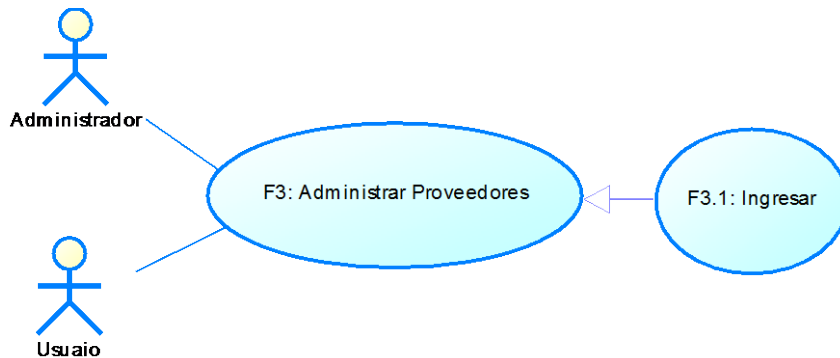 Administrador
F3: Administrar Proveedores
F3.1: Ingresar
Usuaio